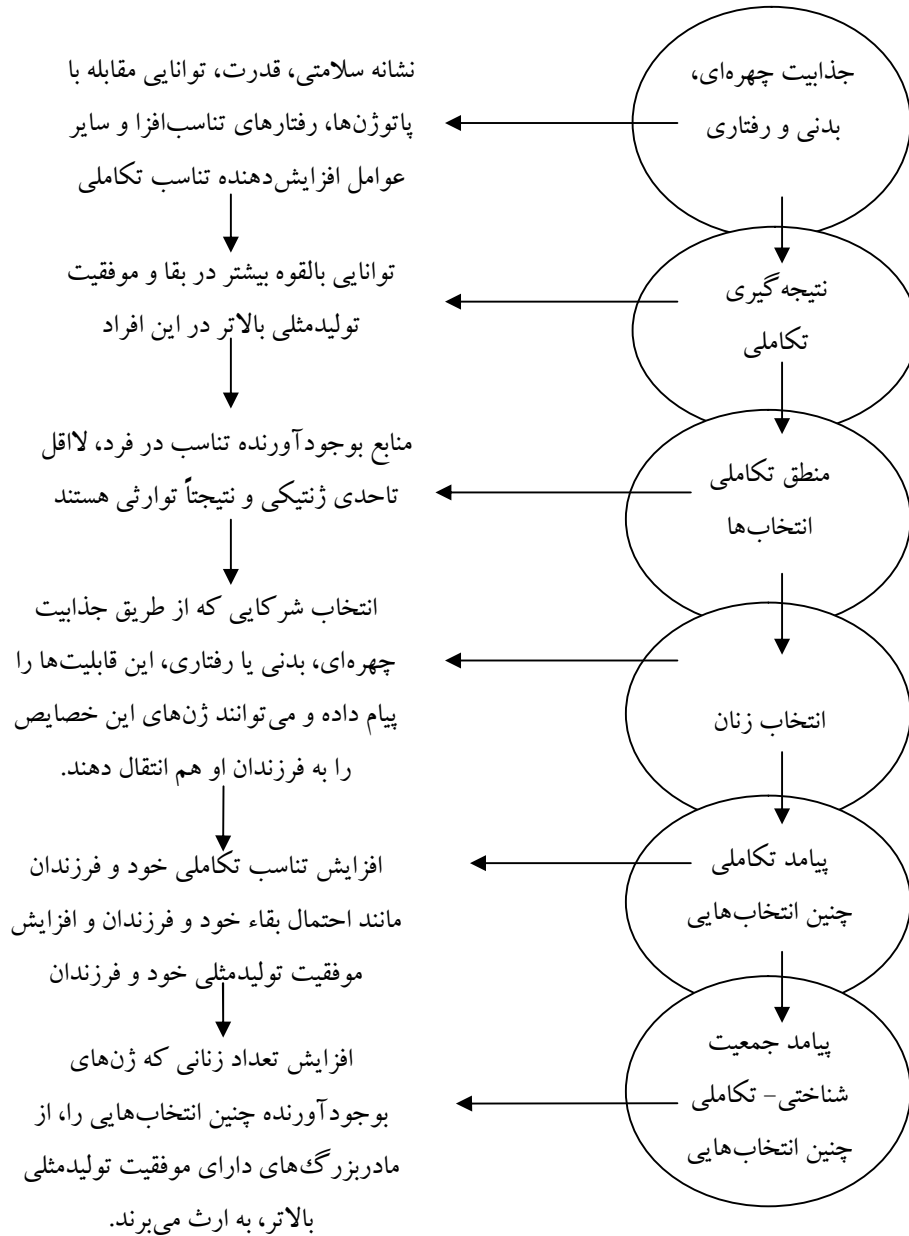 جذابیت چهره‌ای،
بدنی و رفتاری
نشانه سلامتی، قدرت، توانایی مقابله با
پاتوژن‌ها، رفتارهای تناسب‌افزا و سایر
عوامل افزایش‌دهنده تناسب تکاملی
نتیجه‌گیری
تکاملی
توانایی بالقوه بیشتر در بقا و موفقیت
تولیدمثلی بالاتر در این افراد
منطق تکاملی
انتخاب‌ها
منابع بوجودآورنده تناسب در فرد، لااقل
تاحدی ژنتیکی و نتیجتاً توارثی هستند
انتخاب زنان
انتخاب شرکایی که از طریق جذابیت
چهره‌ای، بدنی یا رفتاری، این قابلیت‌ها را
پیام داده و می‌توانند ژن‌های این خصایص
را به فرزندان او هم انتقال دهند.
پیامد تکاملی
چنین انتخاب‌هایی
افزایش تناسب تکاملی خود و فرزندان
مانند احتمال بقاء خود و فرزندان و افزایش
موفقیت تولیدمثلی خود و فرزندان
پیامد جمعیت
شناختی- تکاملی
چنین انتخاب‌هایی
افزایش تعداد زنانی که ژن‌های
بوجودآورنده چنین انتخاب‌هایی را، از
مادربزرگ‌های دارای موفقیت تولیدمثلی
بالاتر، به ارث می‌برند.